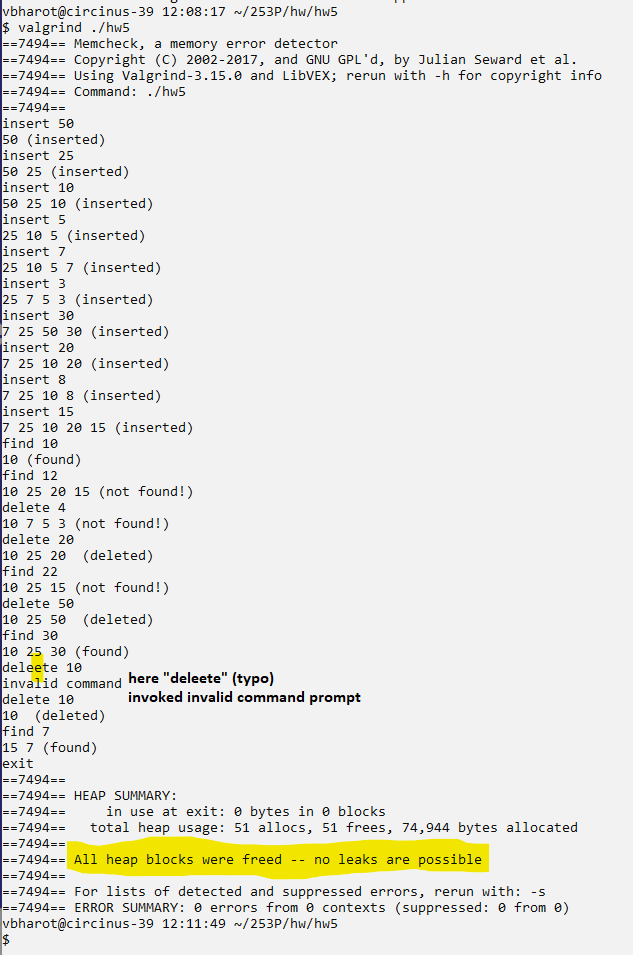 vbharot@circinus-39 12:08:17 ~/253P/hw/hw5
$ valgrind ./hw5
==7494== Memcheck, a memory error detector
==7494== Copyright (C) 2002-2017, and GNU GPL'd, by Julian Seward et al.
==7494== Using Valgrind-3.15.0 and LibVEX; rerun with -h for copyright info
==7494== Command: ./hw5
==7494==
insert 50
50 (inserted)
insert 25
50 25 (inserted)
insert 10
50 25 10 (inserted)
insert 5
25 10 5 (inserted)
insert 7
25 10 5 7 (inserted)
insert 3
25 7 5 3 (inserted)
insert 30
7 25 50 30 (inserted)
insert 20
7 25 10 20 (inserted)
insert 8
7 25 10 8 (inserted)
insert 15
7 25 10 20 15 (inserted)
find 10
10 (found)
find 12
10 25 20 15 (not found!)
delete 4
10 7 5 3 (not found!)
delete 20
10 25 20  (deleted)
find 22
10 25 15 (not found!)
delete 50
10 25 50  (deleted)
find 30
10 25 30 (found)
deleete 10
here "deleete" (typo)
invalid command
invoked invalid command prompt
delete 10
10  (deleted)
find 7
15 7 (found)
exit
==7494==
==7494== HEAP SUMMARY:
==7494==     in use at exit: 0 bytes in 0 blocks
==7494==   total heap usage: 51 allocs, 51 frees, 74,944 bytes allocated
==7494==
==7494== All heap blocks were freed -- no leaks are possible
==7494==
==7494== For lists of detected and suppressed errors, rerun with: -s
==7494== ERROR SUMMARY: 0 errors from 0 contexts (suppressed: 0 from 0)
vbharot@circinus-39 12:11:49 ~/253P/hw/hw5
$